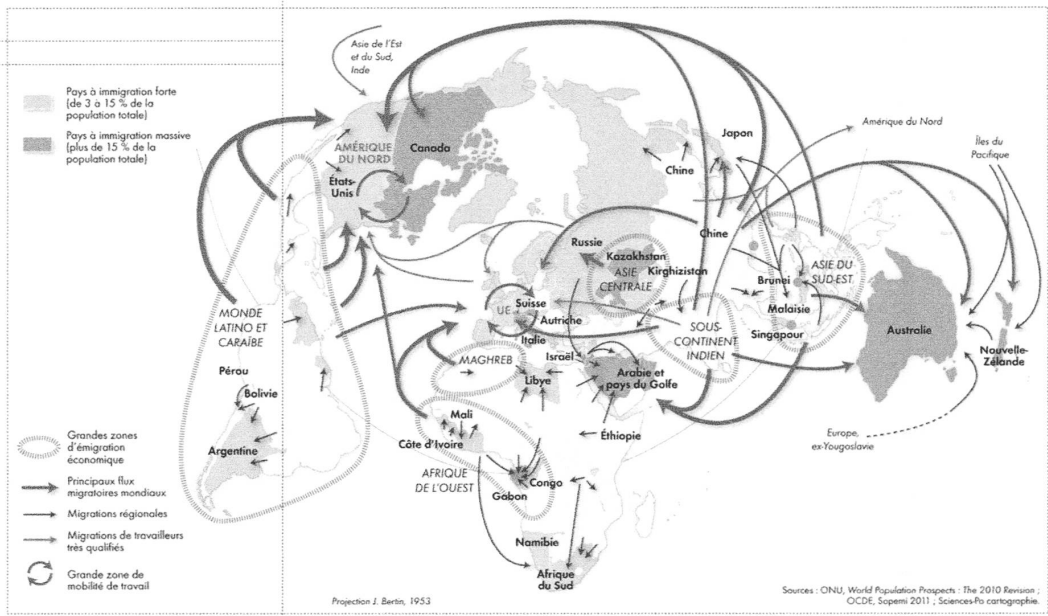 Pays à immigration forte
(de 3 à 15 % de la
population totale)
Pays à immigration massive
(plus de 15 % de la
population totale)
Grandes zones
d'émigration
économique
Principaux flux
migratoires mondiaux
Migrations régionales
Migrations de travailleurs
très qualifiés
Grande zone de
mobilité de travail
Asie de l'Est
et du Sud,
Inde
AMÉRIQUE
DU NORD
Canada
États-
Unis
MONDE
LATINO ET
CARAÏBE
Pérou
Bolivie
Argentine
Japon
Chine
Chine
Amérique du Nord
Îles du
Pacifique
Russie
Kazakhstan
ASIE
CENTRALE
Kirghizistan
Suisse
UE
Autriche
Italie
MAGHREB
Israël
Libye
Arabie et
pays du Golfe
SOUS-
CONTINENT
INDIEN
Brunei
ASIE DU
SUD-EST
Malaisie
Singapour
Australie
Nouvelle-
Zélande
Europe,
ex-Yougoslavie
Mali
Côte d'Ivoire
AFRIQUE
DE L'OUEST
Éthiopie
Congo
Gabon
Namibie
Afrique
du Sud
Projection J. Bertin, 1953
Sources : ONU, World Population Prospects : The 2010 Revision ;
OCDE, Sopemi 2011 ; Sciences-Po cartographie.